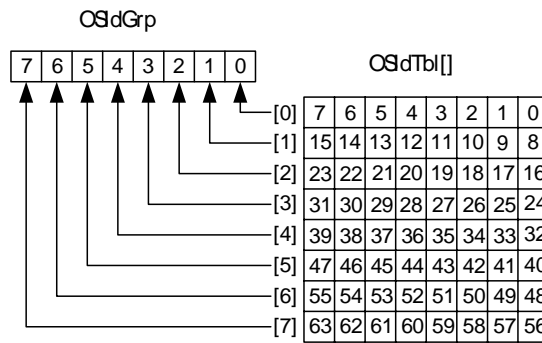 OSIdGrp
7 6 5 4 3 2 1 0
OSIdTbl[]
[0] 7 6 5 4 3 2 1 0
[1] 15 14 13 12 11 10 9 8
[2] 23 22 21 20 19 18 17 16
[3] 31 30 29 28 27 26 25 24
[4] 39 38 37 36 35 34 33 32
[5] 47 46 45 44 43 42 41 40
[6] 55 54 53 52 51 50 49 48
[7] 63 62 61 60 59 58 57 56